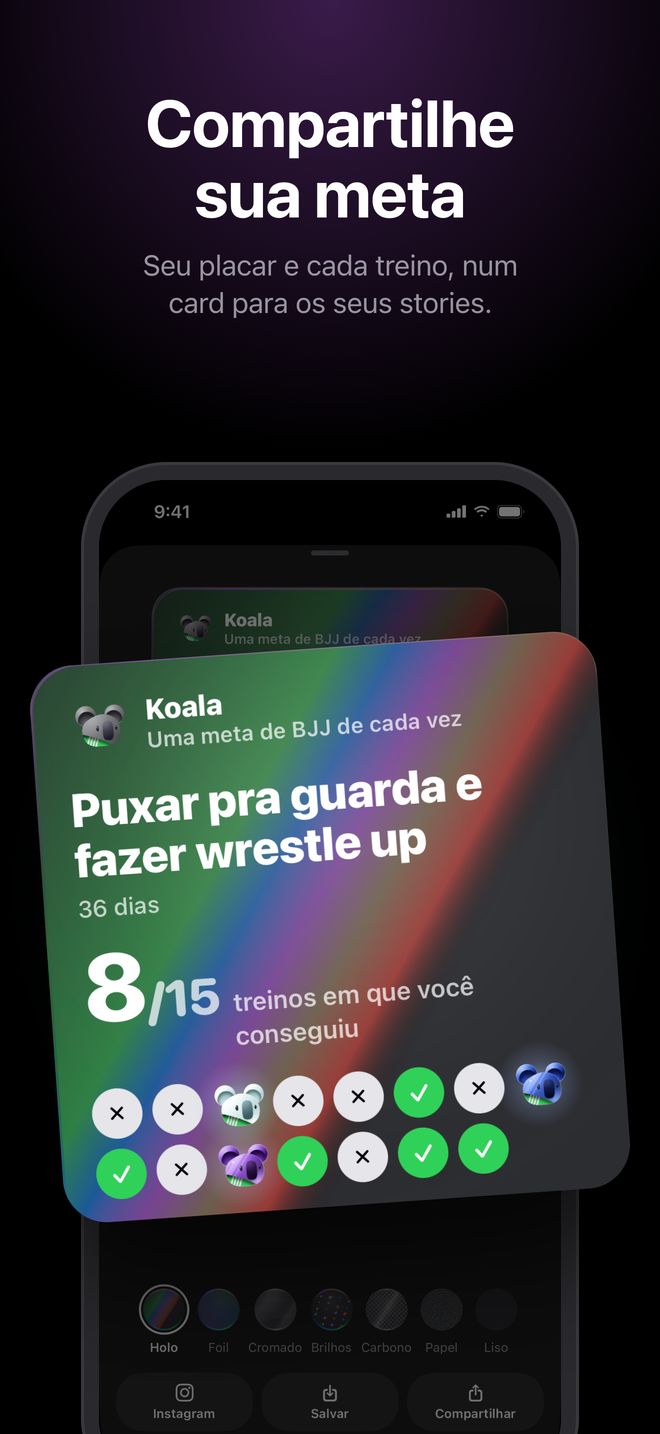 Compartilhe
sua meta
Seu placar e cada treino, num
card para os seus stories.
9:41
Koala
Uma meta de BJJ de cada vez
Koala
Uma meta de BJJ de cada vez
Puxar pra guarda e
fazer wrestle up
36 dias
8/15 treinos em que você
conseguiu
Holo Foil Cromado Brilhos Carbono Papel Liso
Instagram Salvar Compartilhar